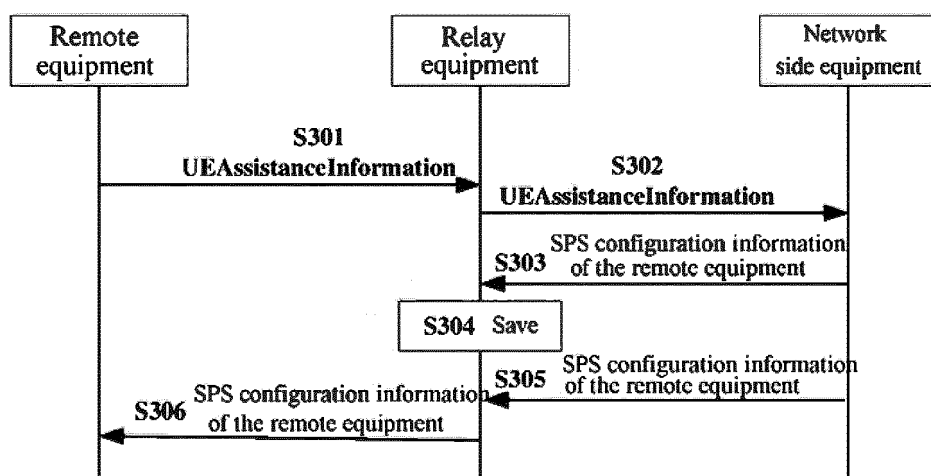 Remote
equipment
Relay
equipment
Network
side equipment
S301
UEAssistanceInformation
S302
UEAssistanceInformation
SPS configuration information
S303 of the remote equipment
S304 Save
SPS configuration information
S305 of the remote equipment
SPS configuration information
S306 of the remote equipment